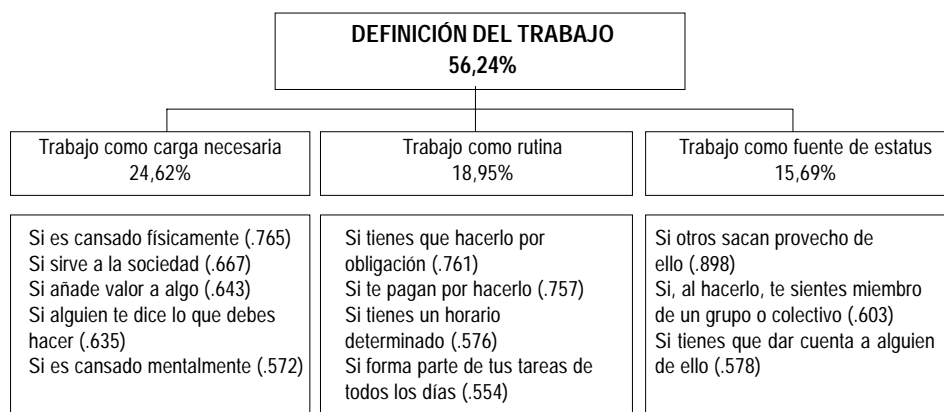 DEFINICIÓN DEL TRABAJO
56,24%
Trabajo como carga necesaria
24,62%
Trabajo como rutina
18,95%
Trabajo como fuente de estatus
15,69%
Si es cansado físicamente (.765)
Si sirve a la sociedad (.667)
Si añade valor a algo (.643)
Si alguien te dice lo que debes
hacer (.635)
Si es cansado mentalmente (.572)
Si tienes que hacerlo por
obligación (.761)
Si te pagan por hacerlo (.757)
Si tienes un horario
determinado (.576)
Si forma parte de tus tareas de
todos los días (.554)
Si otros sacan provecho de
ello (.898)
Si, al hacerlo, te sientes miembro
de un grupo o colectivo (.603)
Si tienes que dar cuenta a alguien
de ello (.578)